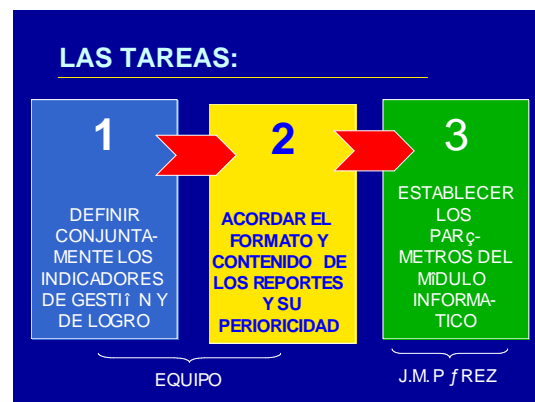 LAS TAREAS:
1
DEFINIR
CONJUNTA-
MENTE LOS
INDICADORES
DE GESTIî N Y
DE LOGRO
2
ACORDAR EL
FORMATO Y
CONTENIDO DE
LOS REPORTES
Y SU
PERIORICIDAD
3
ESTABLECER
LOS
PARç-
METROS DEL
MîDULO
INFORMA-
TICO
EQUIPO
J.M. P ƒREZ